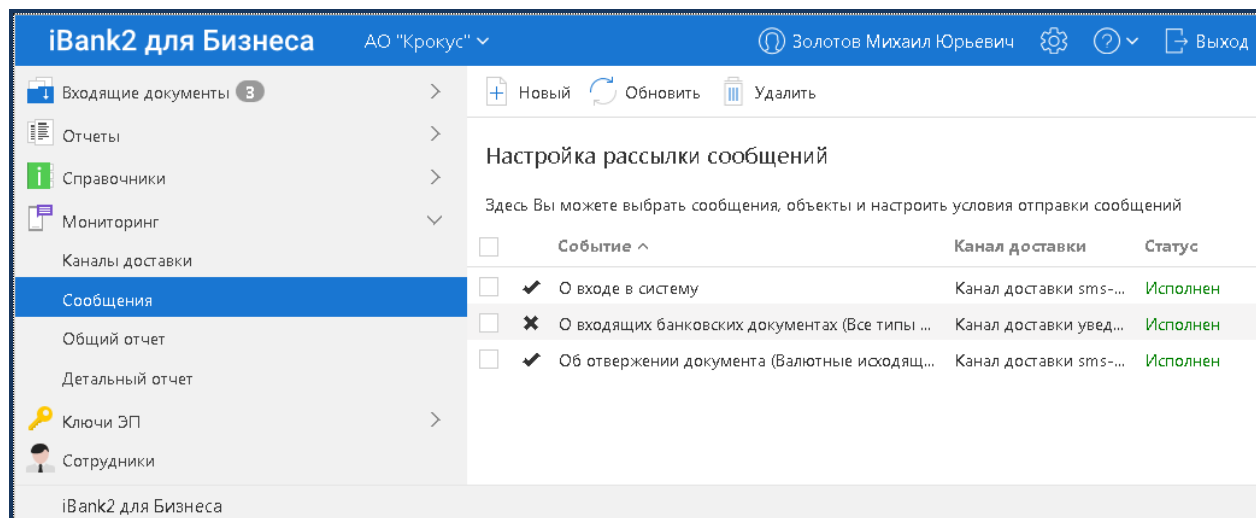 iBank2 для Бизнеса АО "Крокус" Золотов Михаил Юрьевич Выход
Входящие документы 3
Отчеты
Справочники
Мониторинг
Каналы доставки
Сообщения
Общий отчет
Детальный отчет
Ключи ЭП
Сотрудники
iBank2 для Бизнеса
Новый Обновить Удалить
Настройка рассылки сообщений
Здесь Вы можете выбрать сообщения, объекты и настроить условия отправки сообщений
Событие Канал доставки Статус
О входе в систему Канал доставки sms-... Исполнен
О входящих банковских документах (Все типы ... Канал доставки увед... Исполнен
Об отвержении документа (Валютные исходящ... Канал доставки sms-... Исполнен